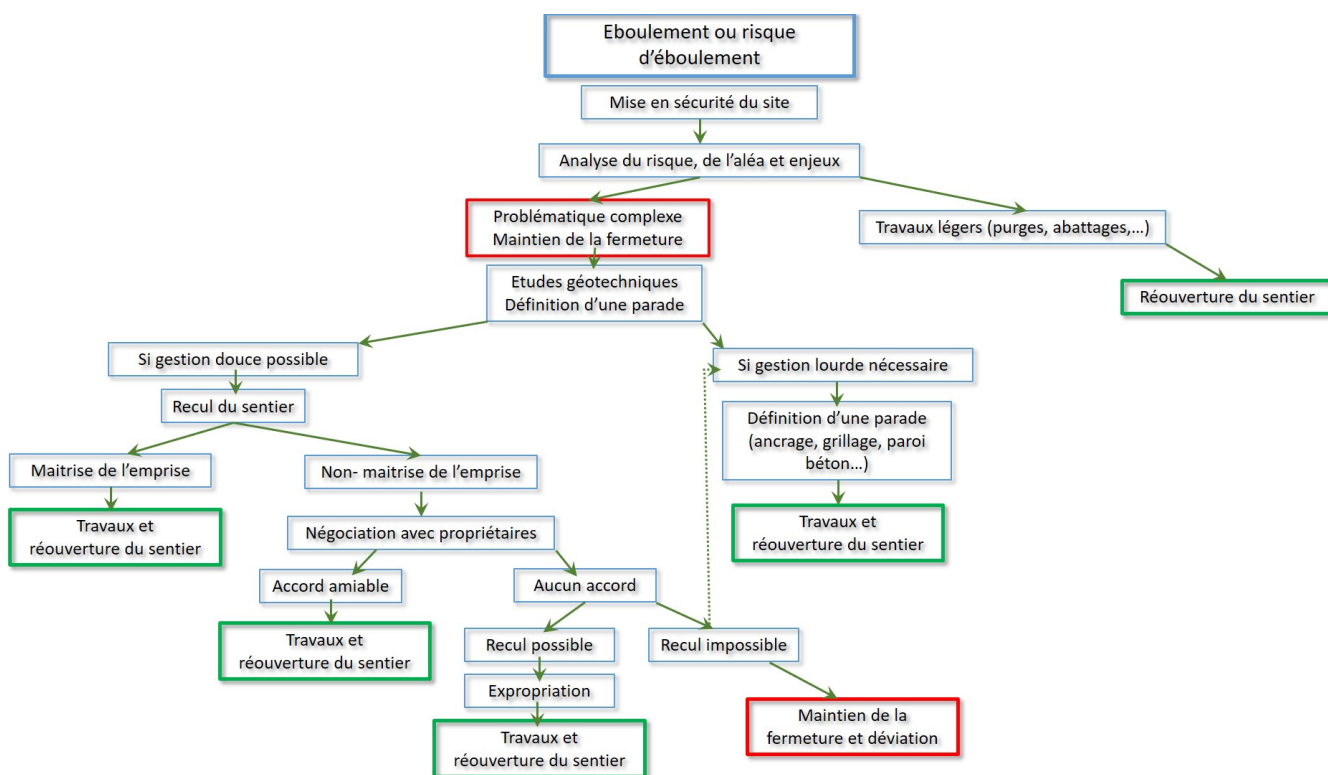 Eboulement ou risque
d'éboulement
Mise en sécurité du site
Analyse du risque, de l'aléa et enjeux
Problématique complexe
Maintien de la fermeture
Travaux légers (purges, abattages,...)
Etudes géotechniques
Définition d'une parade
Réouverture du sentier
Si gestion douce possible
Si gestion lourde nécessaire
Recul du sentier
Définition d'une parade
(ancrage, grillage, paroi
béton...)
Maitrise de l'emprise
Non- maitrise de l'emprise
Travaux et
réouverture du sentier
Négociation avec propriétaires
Travaux et
réouverture du sentier
Accord amiable
Aucun accord
Travaux et
réouverture du sentier
Recul possible
Recul impossible
Expropriation
Maintien de la
fermeture et déviation
Travaux et
réouverture du sentier